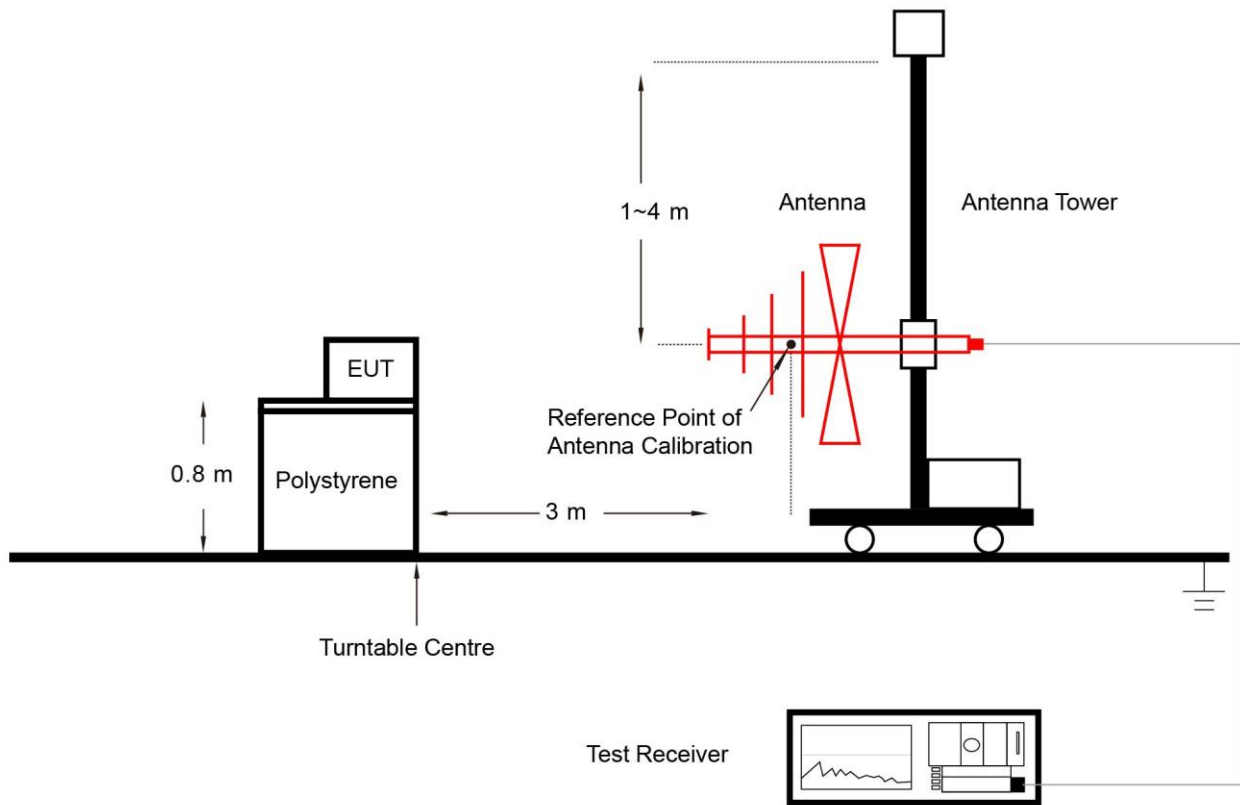 1~4 m
Antenna
Antenna Tower
EUT
Reference Point of
Antenna Calibration
0.8 m
Polystyrene
3 m
Turntable Centre
Test Receiver